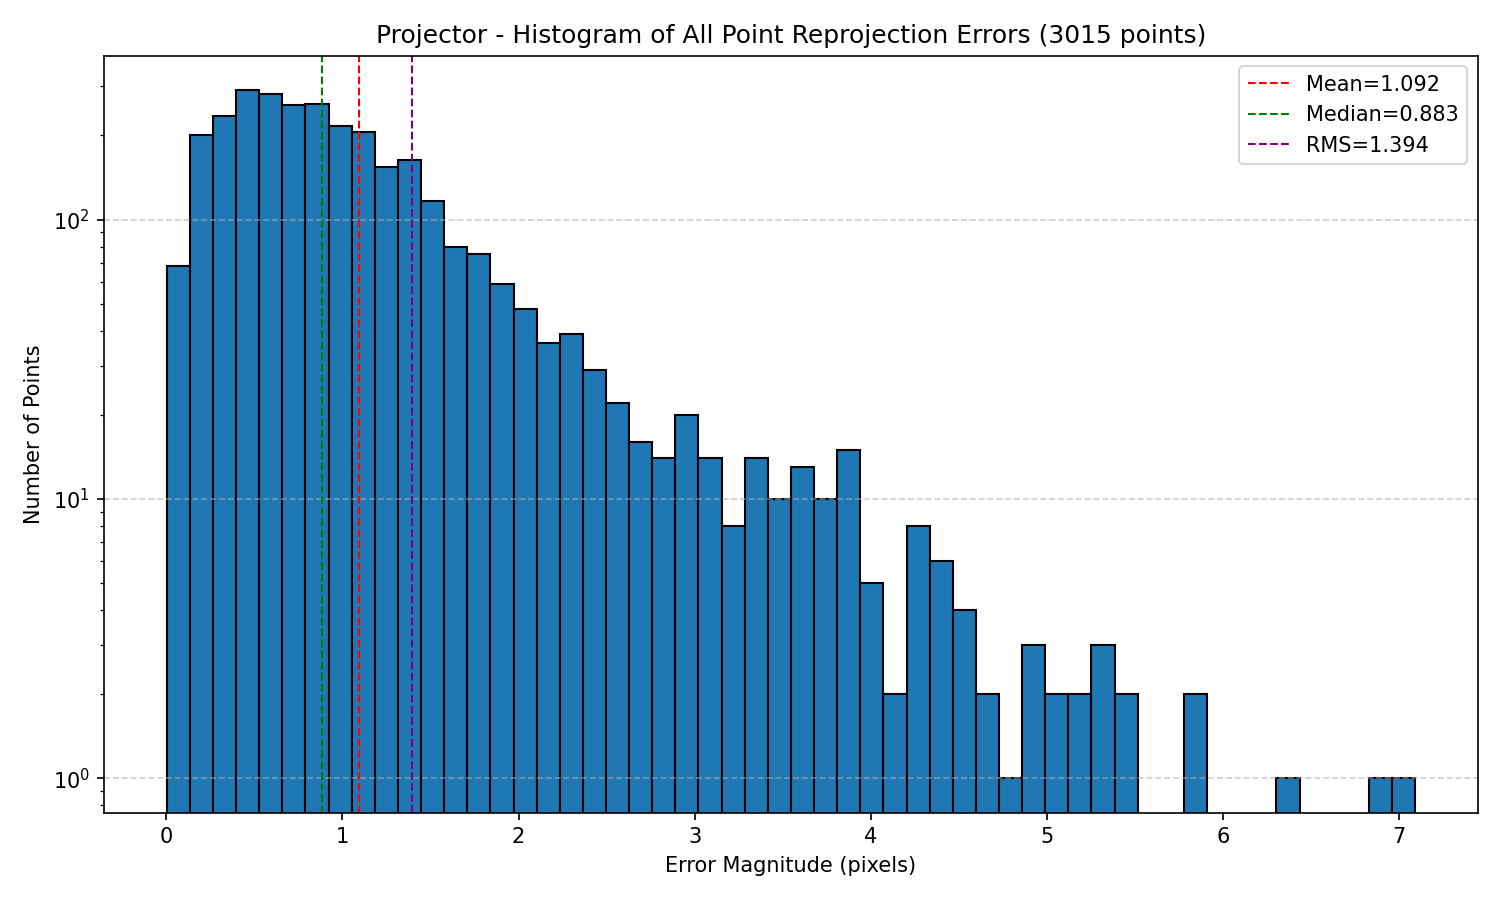 Projector - Histogram of All Point Reprojection Errors (3015 points)
Mean=1.092
Median=0.883
RMS=1.394
Number of Points
10²
10¹
10⁰
0 1 2 3 4 5 6 7
Error Magnitude (pixels)